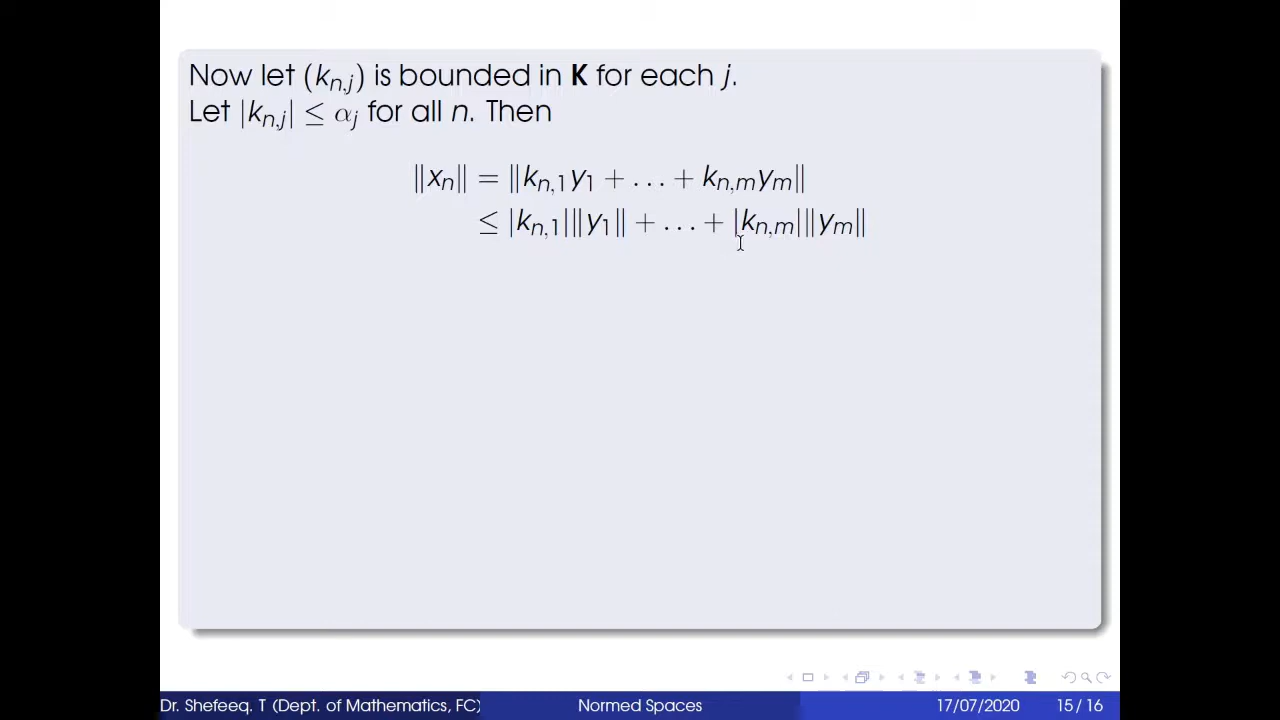 Now let (k_{n,j}) is bounded in K for each j.
Let |k_{n,j}| ≤ α_j for all n. Then
‖x_n‖ = ‖k_{n,1}y_1 + … + k_{n,m}y_m‖
≤ |k_{n,1}|‖y_1‖ + … + |k_{n,m}|‖y_m‖
Dr. Shefeeq. T (Dept. of Mathematics, FC) Normed Spaces 17/07/2020 15 / 16